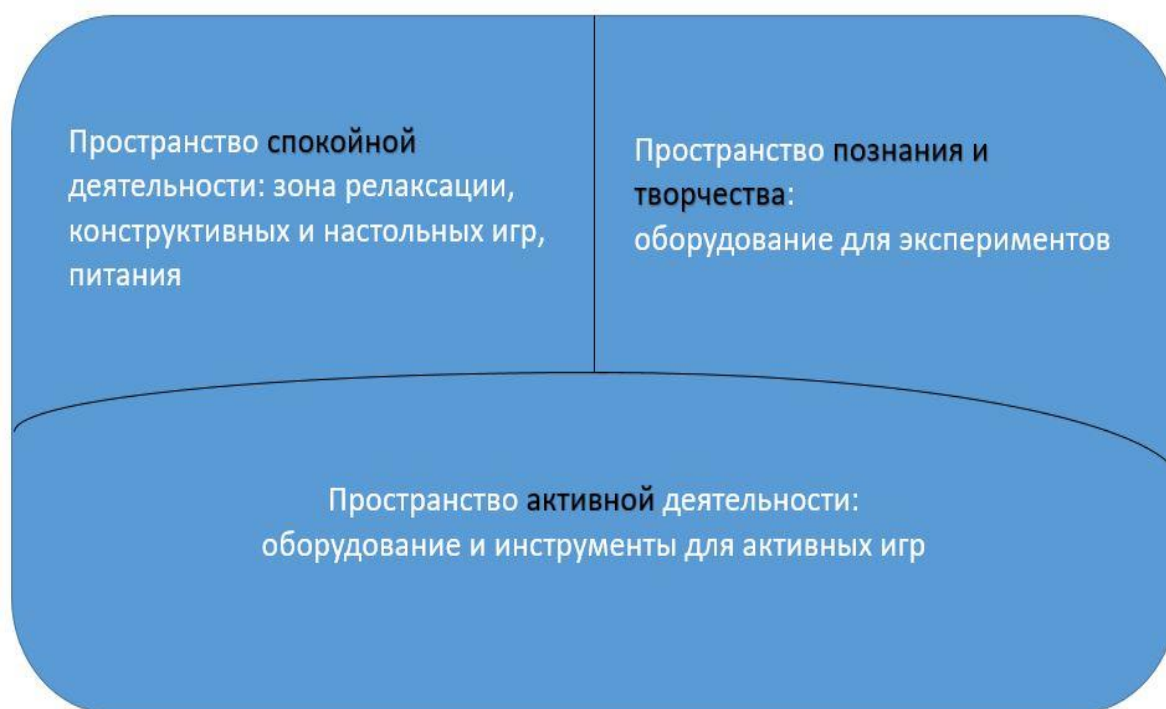 Пространство спокойной
деятельности: зона релаксации,
конструктивных и настольных игр,
питания
Пространство познания и
творчества:
оборудование для экспериментов
Пространство активной деятельности:
оборудование и инструменты для активных игр